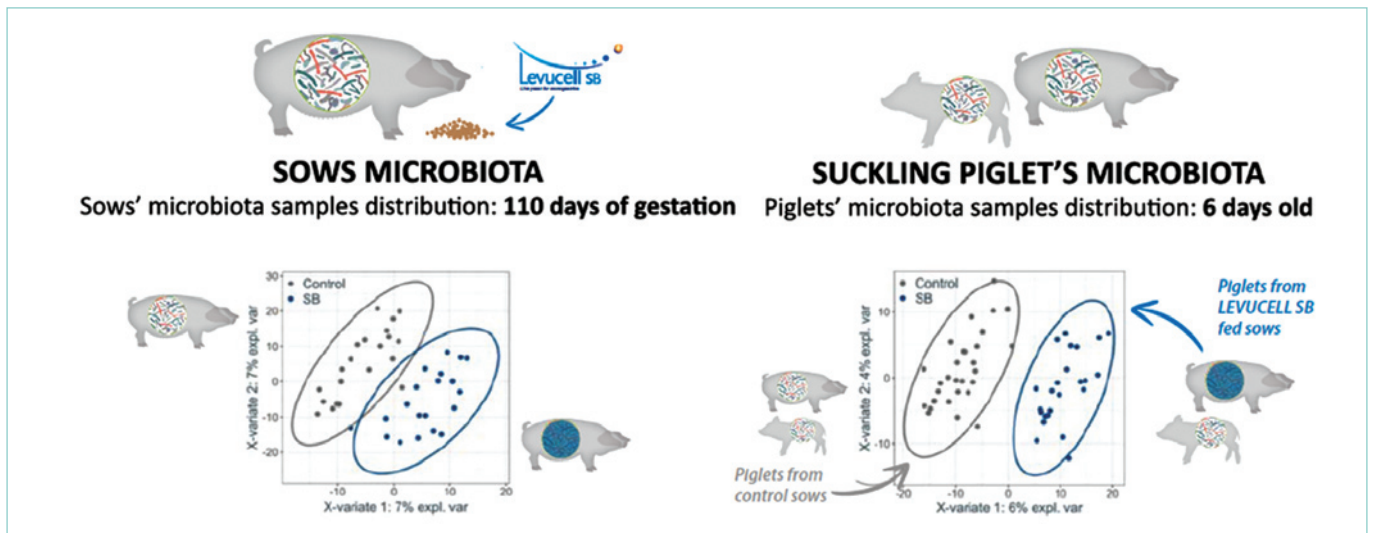 Levucell SB
SOWS MICROBIOTA
Sows' microbiota samples distribution: 110 days of gestation
30
20
10
0
-10
-20
X-variate 2: 7% expl. var
Control
SB
-10
0
10
20
X-variate 1: 7% expl. var
SUCKLING PIGLET'S MICROBIOTA
Piglets' microbiota samples distribution: 6 days old
10
0
-10
X-variate 2: 4% expl. var
Control
SB
-20
-10
0
10
X-variate 1: 6% expl. var
Piglets from
LEVUCELL SB
fed sows
Piglets from
control sows